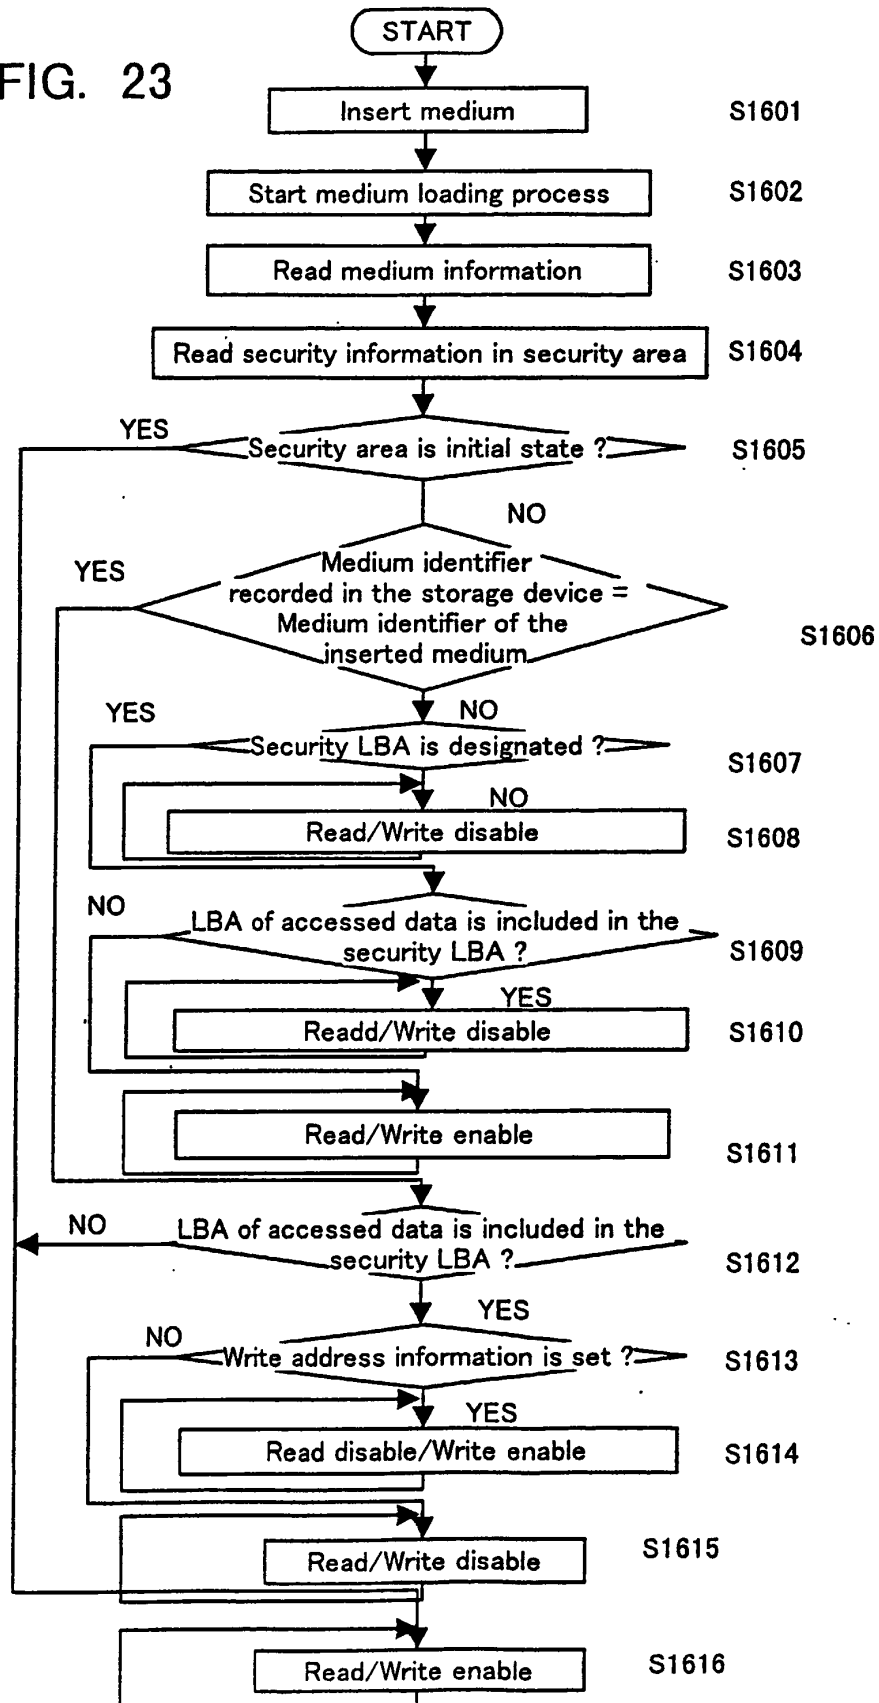 START
FIG. 23
Insert medium
S1601
Start medium loading process
S1602
Read medium information
S1603
Read security information in security area
S1604
YES
Security area is initial state ?
S1605
NO
YES
Medium identifier
recorded in the storage device =
Medium identifier of the
inserted medium
S1606
YES
NO
Security LBA is designated ?
S1607
NO
Read/Write disable
S1608
NO
LBA of accessed data is included in the
security LBA ?
S1609
YES
Readd/Write disable
S1610
Read/Write enable
S1611
NO
LBA of accessed data is included in the
security LBA ?
S1612
YES
NO
Write address information is set ?
S1613
YES
Read disable/Write enable
S1614
Read/Write disable
S1615
Read/Write enable
S1616